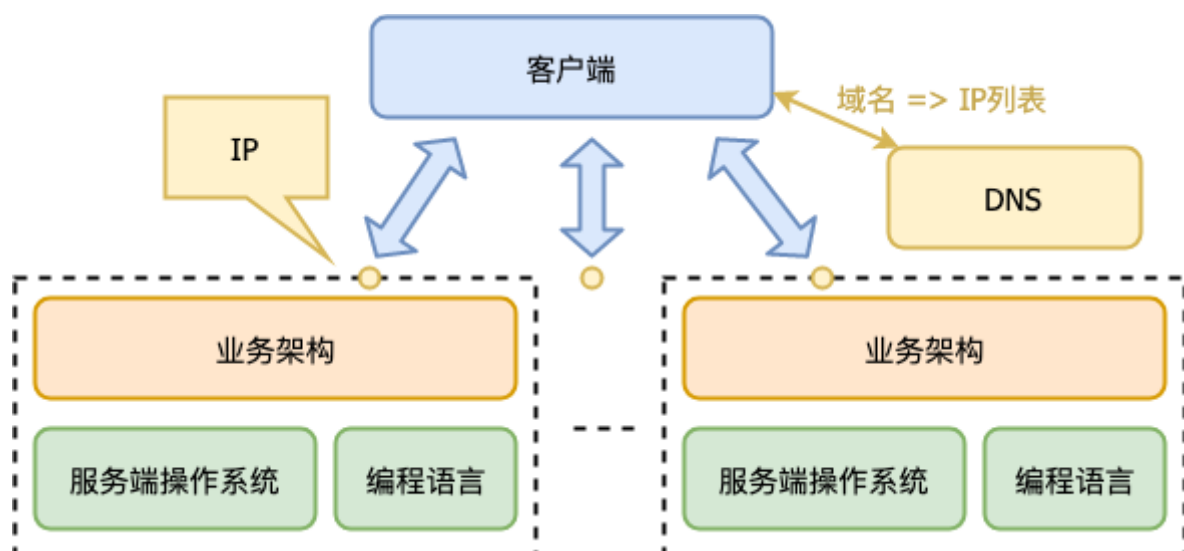 客户端
域名 => IP列表
IP
DNS
业务架构
业务架构
服务端操作系统
编程语言
服务端操作系统
编程语言